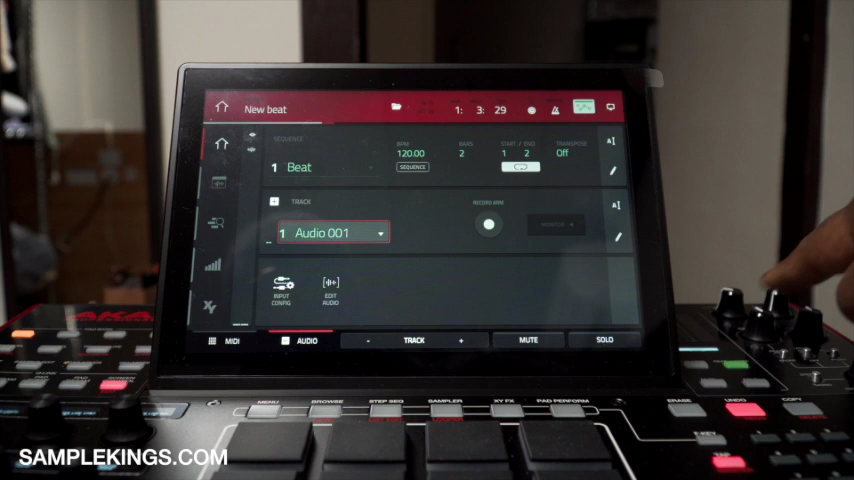 New beat
1: 3: 29
SEQUENCE
BPM
BARS
START / END
TRANSPOSE
120.00
2
1 2
Off
1 Beat
SEQUENCE
TRACK
RECORD ARM
1 Audio 001
MONITOR
INPUT CONFIG
EDIT AUDIO
MIDI
AUDIO
- TRACK +
MUTE
SOLO
AKAI
MENU
BROWSE
STEP SEQ
SAMPLER
XY FX
PAD PERFORM
ERASE
UNDO
COPY
TAP
SAMPLEKINGS.COM